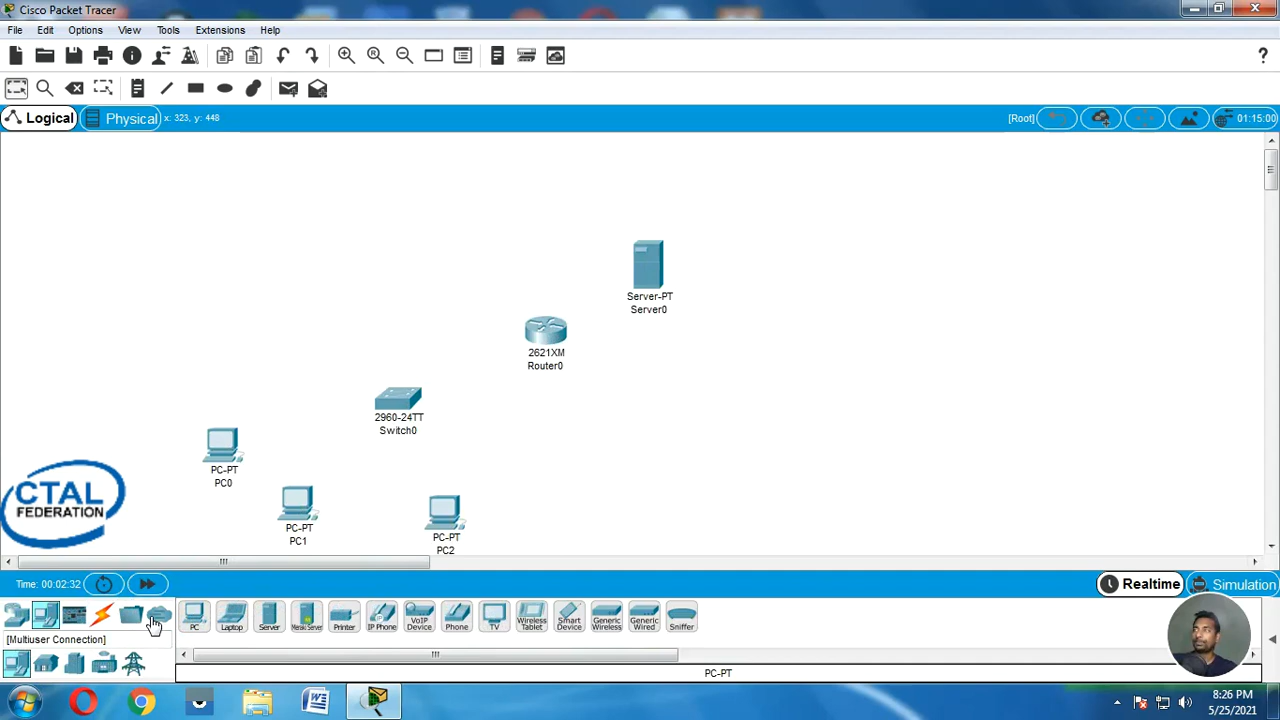 Cisco Packet Tracer
File Edit Options View Tools Extensions Help
?
Logical Physical x: 323, y: 448 [Root] 01:15:00
Server-PT
Server0
2621XM
Router0
2960-24TT
Switch0
PC-PT
PC0
CTAL
FEDERATION
PC-PT
PC1
PC-PT
PC2
Time: 00:02:32 Realtime Simulation
PC Laptop Server Meraki Server Printer IP Phone VoIP Device Phone TV Wireless Tablet Smart Device Generic Wireless Generic Wired Sniffer
[Multiuser Connection]
PC-PT
8:26 PM
5/25/2021